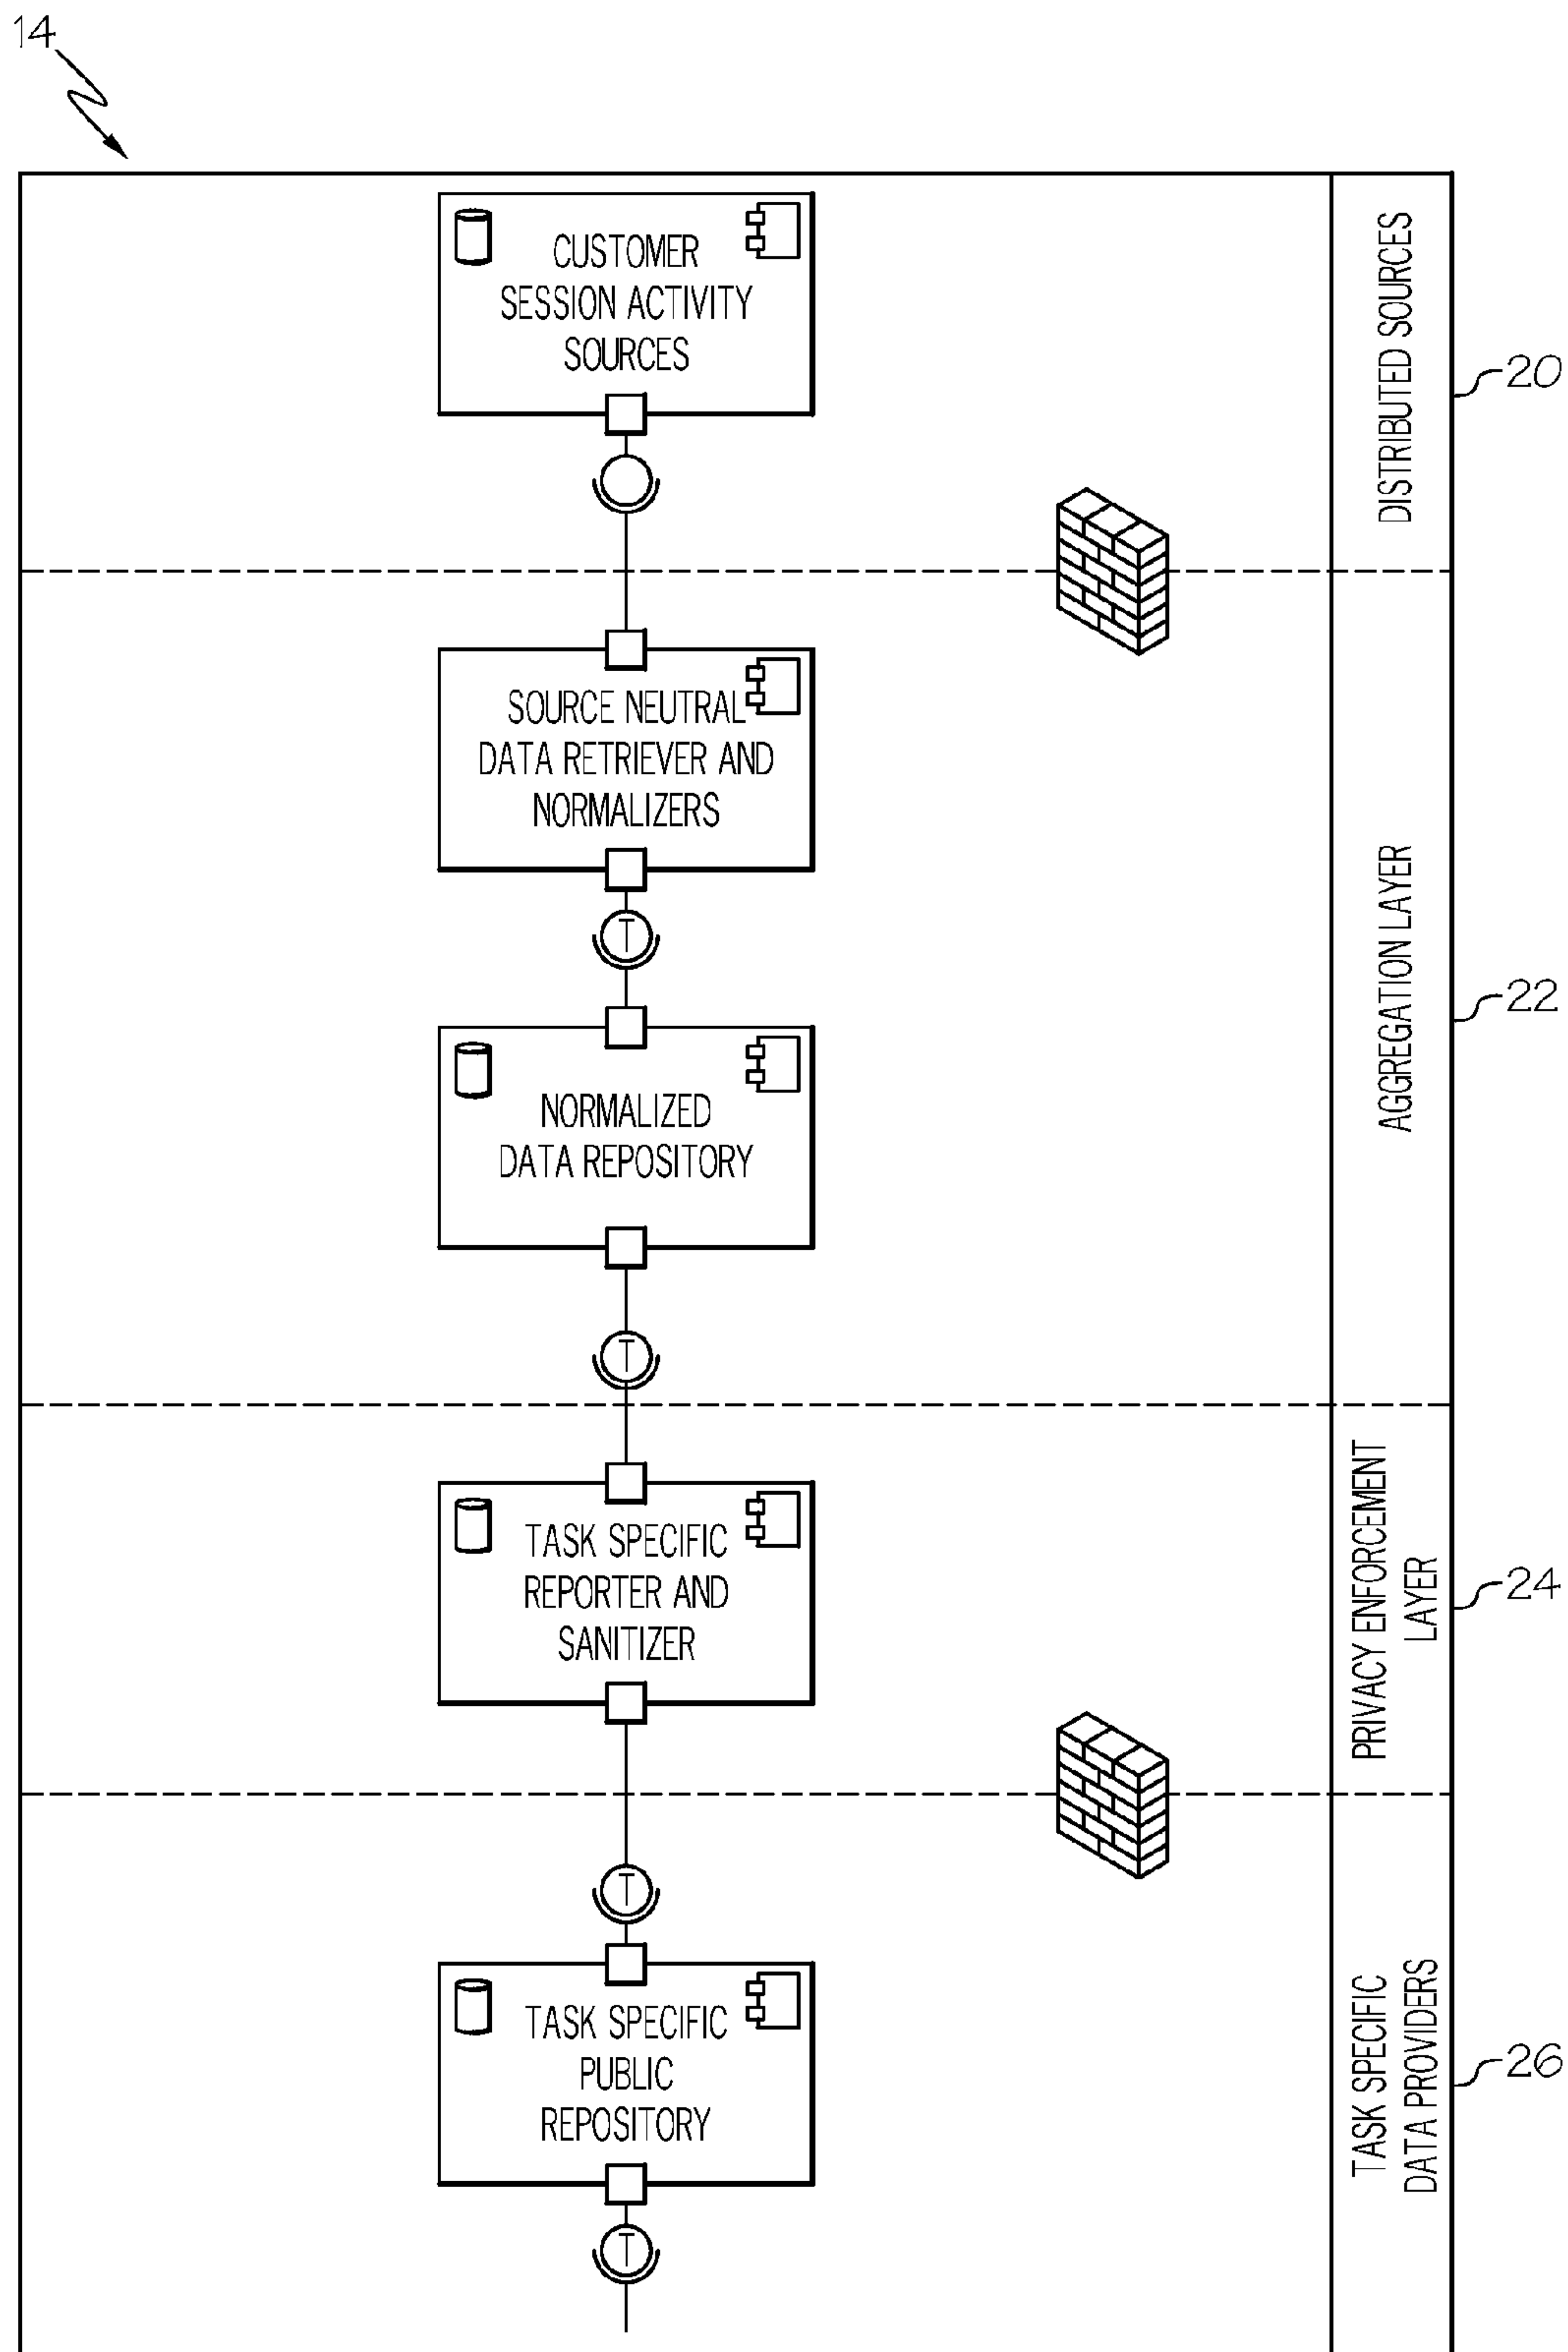 14
CUSTOMER
SESSION ACTIVITY
SOURCES
DISTRIBUTED SOURCES
20
SOURCE NEUTRAL
DATA RETRIEVER AND
NORMALIZERS
T
NORMALIZED
DATA REPOSITORY
T
AGGREGATION LAYER
22
TASK SPECIFIC
REPORTER AND
SANITIZER
PRIVACY ENFORCEMENT
LAYER
24
T
TASK SPECIFIC
PUBLIC
REPOSITORY
T
TASK SPECIFIC
DATA PROVIDERS
26